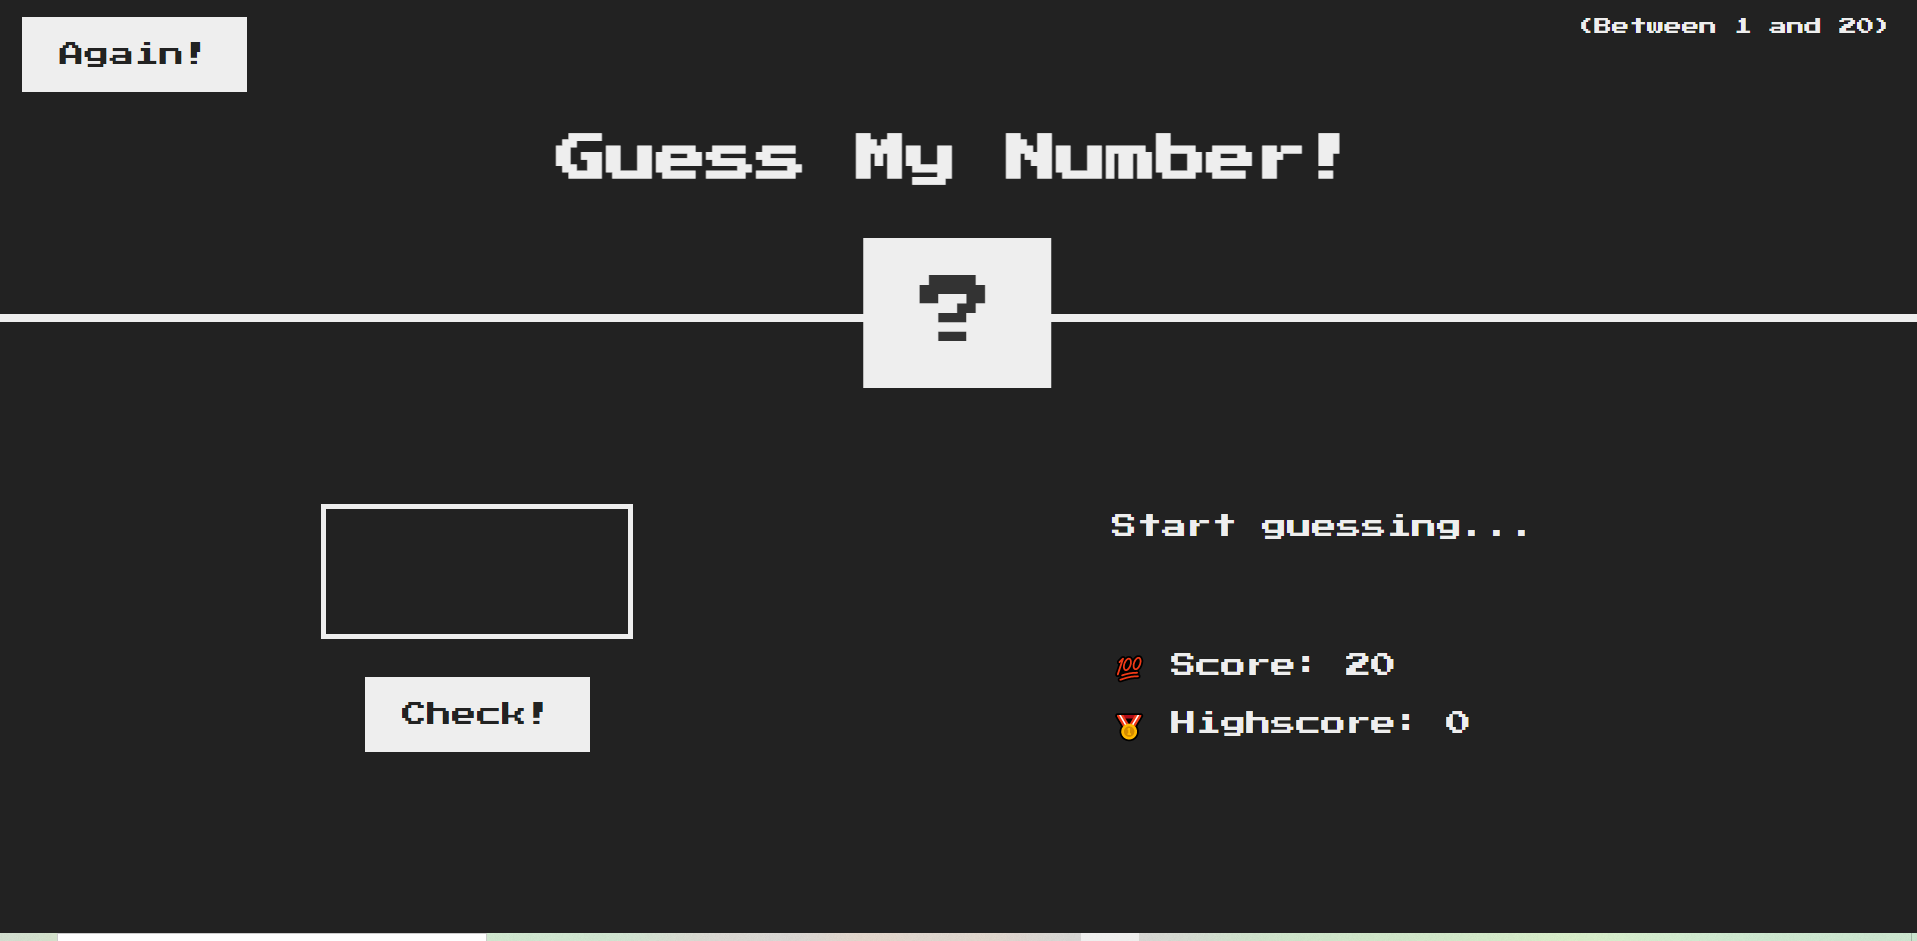 Again!
(Between 1 and 20)
Guess My Number!
?
Start guessing...
Check!
💯 Score: 20
🥇 Highscore: 0